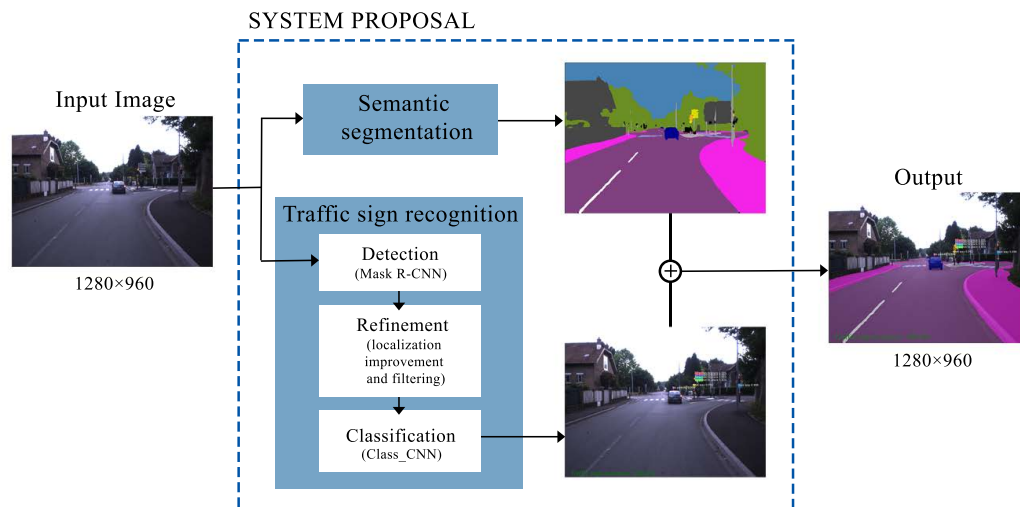 SYSTEM PROPOSAL
Input Image
1280×960
Semantic
segmentation
Traffic sign recognition
Detection
(Mask R-CNN)
Refinement
(localization
improvement
and filtering)
Classification
(Class_CNN)
+
Output
1280×960